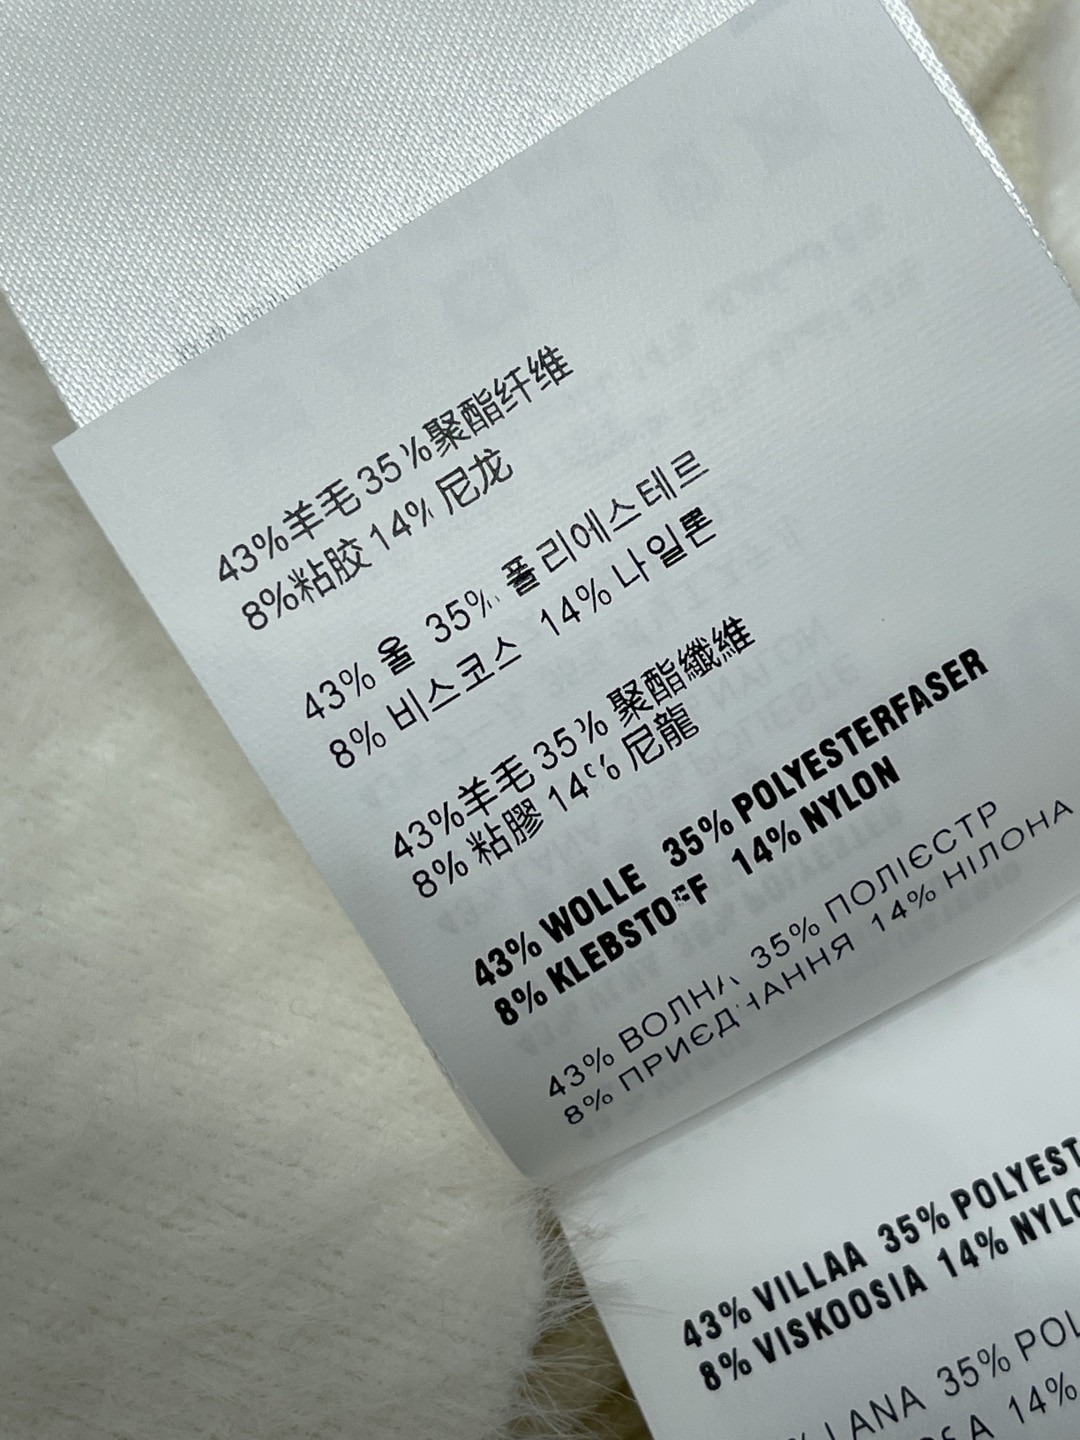 43%羊毛 35%聚酯纤维
8%粘胶 14% 尼龙
43% 울 35% 폴리에스테르
8% 비스코스 14% 나일론
43%羊毛 35% 聚酯纖維
8% 粘膠 14% 尼龍
43% WOLLE 35% POLYESTERFASER
8% KLEBSTOFF 14% NYLON
43% ВОЛНА 35% ПОЛІЄСТР
8% ПРИЄДНАННЯ 14% НІЛОНА
43% VILLAA 35% POLYEST
8% VISKOOSIA 14% NYLO
LANA 35% POL
14%